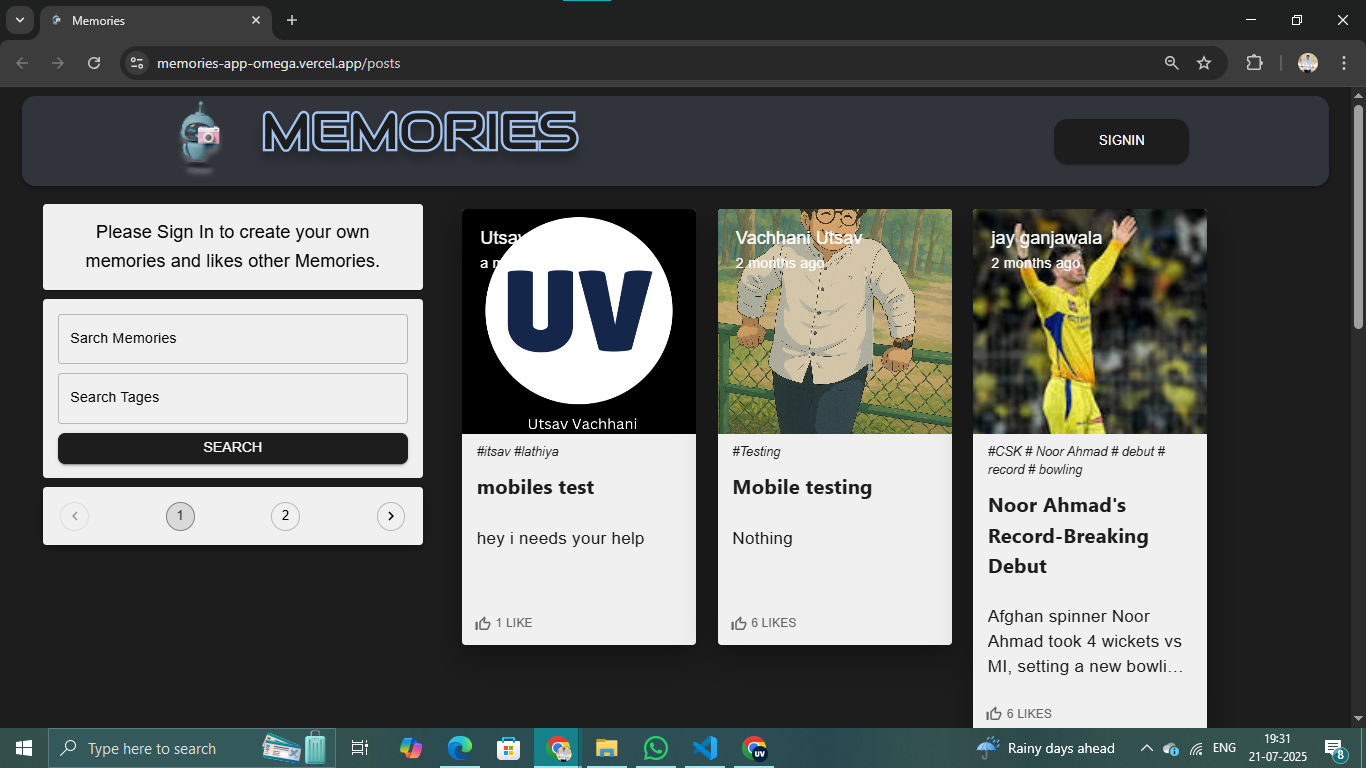 Memories
memories-app-omega.vercel.app/posts
MEMORIES
SIGNIN
Please Sign In to create your own
memories and likes other Memories.
Sarch Memories
Search Tages
SEARCH
1
2
Utsav
a m
UV
Utsav Vachhani
#itsav #lathiya
mobiles test
hey i needs your help
1 LIKE
Vachhani Utsav
2 months ago
#Testing
Mobile testing
Nothing
6 LIKES
jay ganjawala
2 months ago
#CSK # Noor Ahmad # debut #
record # bowling
Noor Ahmad's
Record-Breaking
Debut
Afghan spinner Noor
Ahmad took 4 wickets vs
MI, setting a new bowli…
6 LIKES
Type here to search
UV
Rainy days ahead
ENG
19:31
21-07-2025
8